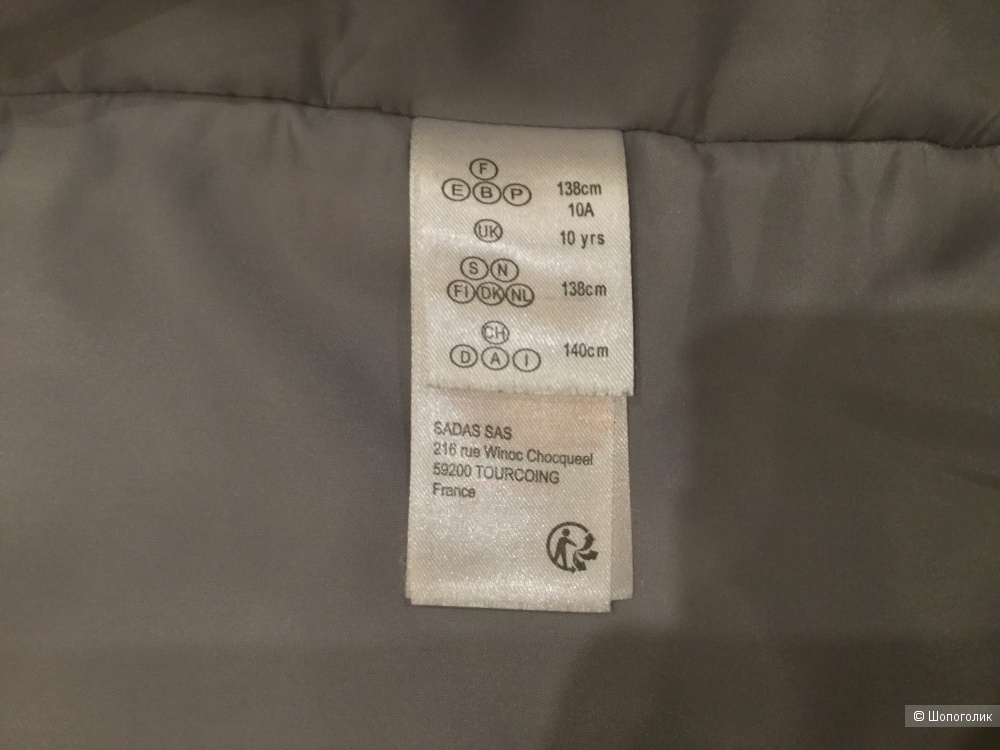 F
E B P 138cm
10A
UK 10 yrs
S N
FI DK NL 138cm
CH
D A I 140cm
SADAS SAS
216 rue Winoc Chocqueel
59200 TOURCOING
France
© Шопоголик